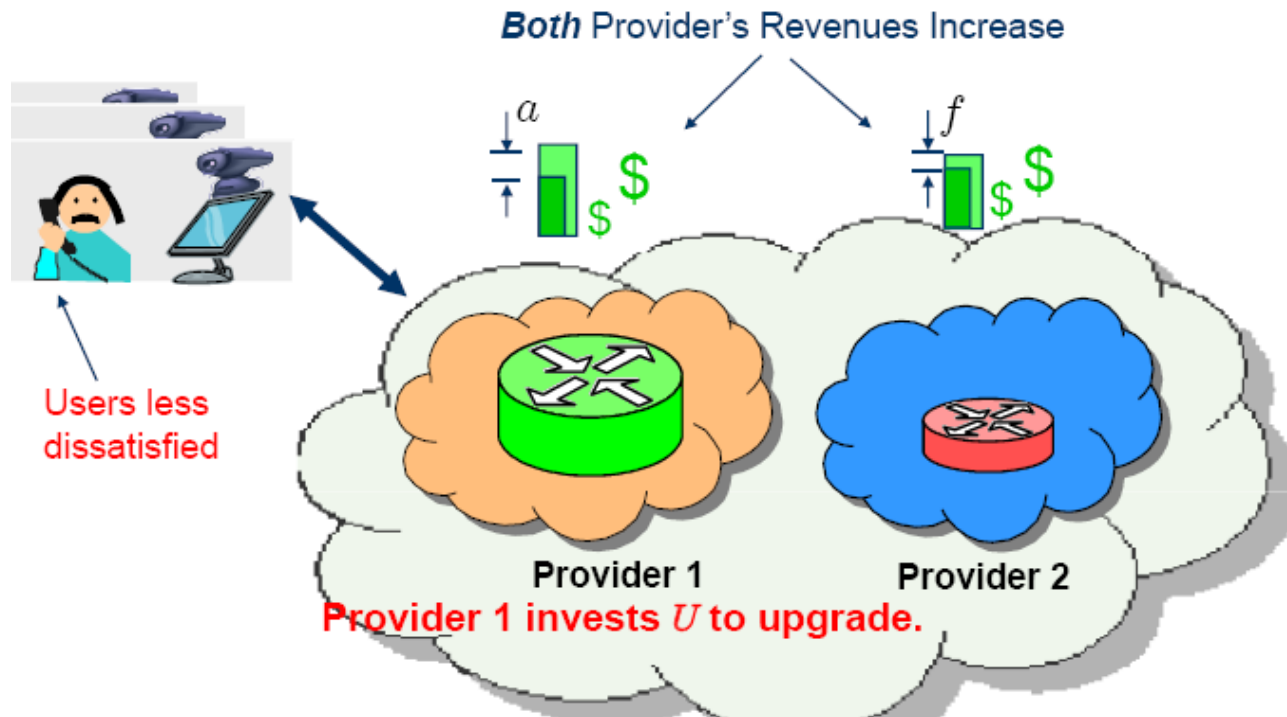 Both Provider's Revenues Increase
a
f
$
$
$
$
Users less
dissatisfied
Provider 1
Provider 2
Provider 1 invests U to upgrade.